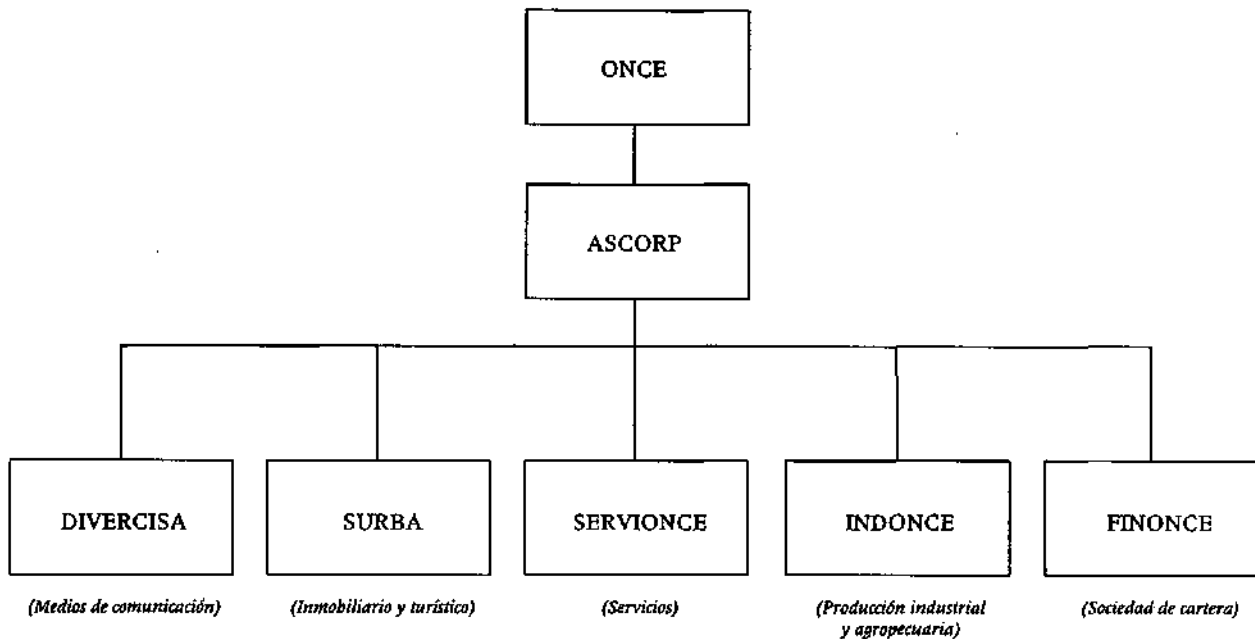 ONCE
ASCORP
DIVERCISA
SURBA
SERVIONCE
INDONCE
FINONCE
(Medios de comunicación)
(Inmobiliario y turístico)
(Servicios)
(Producción industrial
y agropecuaria)
(Sociedad de cartera)